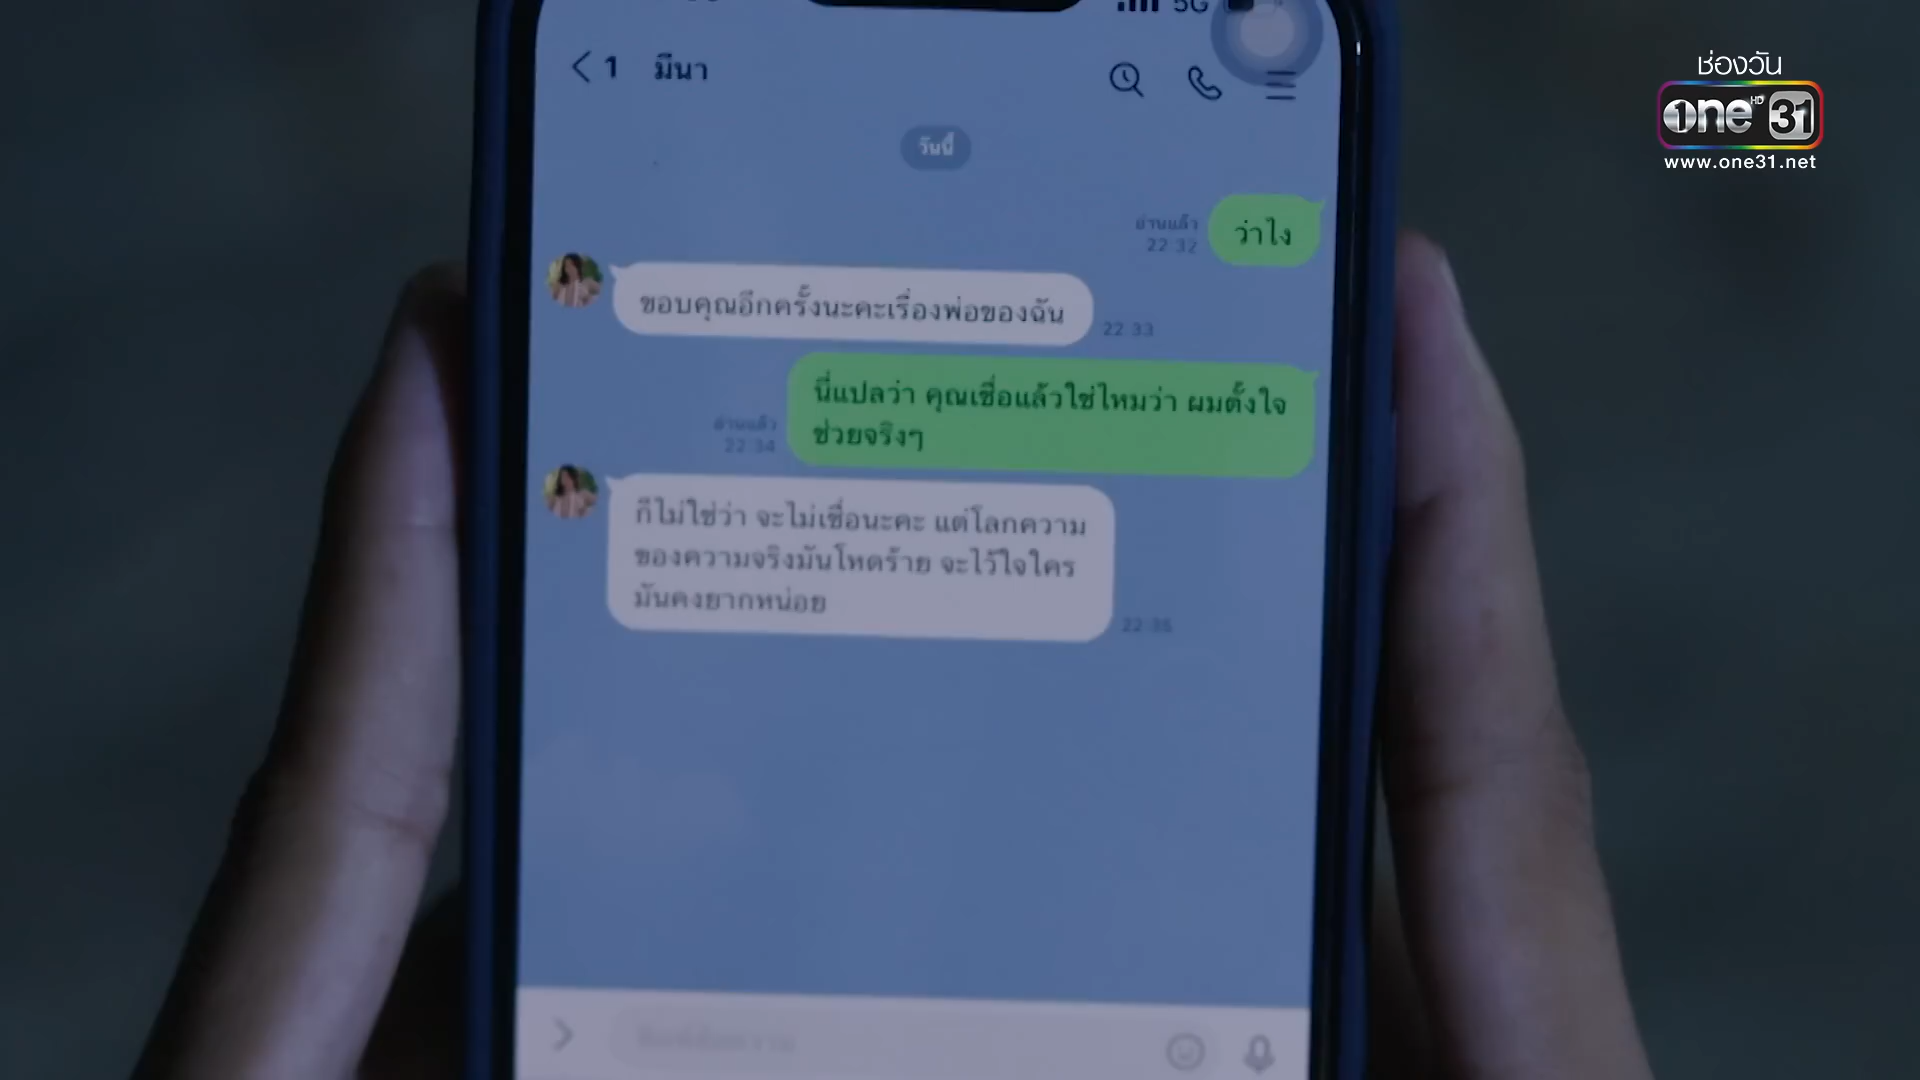 5G
ช่องวัน
one HD 31
www.one31.net
1 มีนา
วันนี้
ว่าไง
อ่านแล้ว
22:32
ขอบคุณอีกครั้งนะคะเรื่องพ่อของฉัน
22:33
นี่แปลว่า คุณเชื่อแล้วใช่ไหมว่า ผมตั้งใจ
ช่วยจริงๆ
อ่านแล้ว
22:34
ก็ไม่ใช่ว่า จะไม่เชื่อนะคะ แต่โลกความ
ของความจริงมันโหดร้าย จะไว้ใจใคร
มันคงยากหน่อย